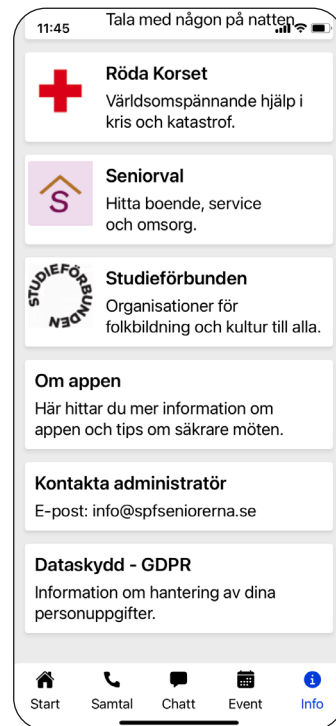 Tala med någon på natten
11:45
Röda Korset
Världsomspännande hjälp i
kris och katastrof.
S
Seniorval
Hitta boende, service
och omsorg.
STUDIEFÖRBUNDEN
Studieförbunden
Organisationer för
folkbildning och kultur till alla.
Om appen
Här hittar du mer information om
appen och tips om säkrare möten.
Kontakta administratör
E-post: info@spfseniorerna.se
Dataskydd - GDPR
Information om hantering av dina
personuppgifter.
Start Samtal Chatt Event Info